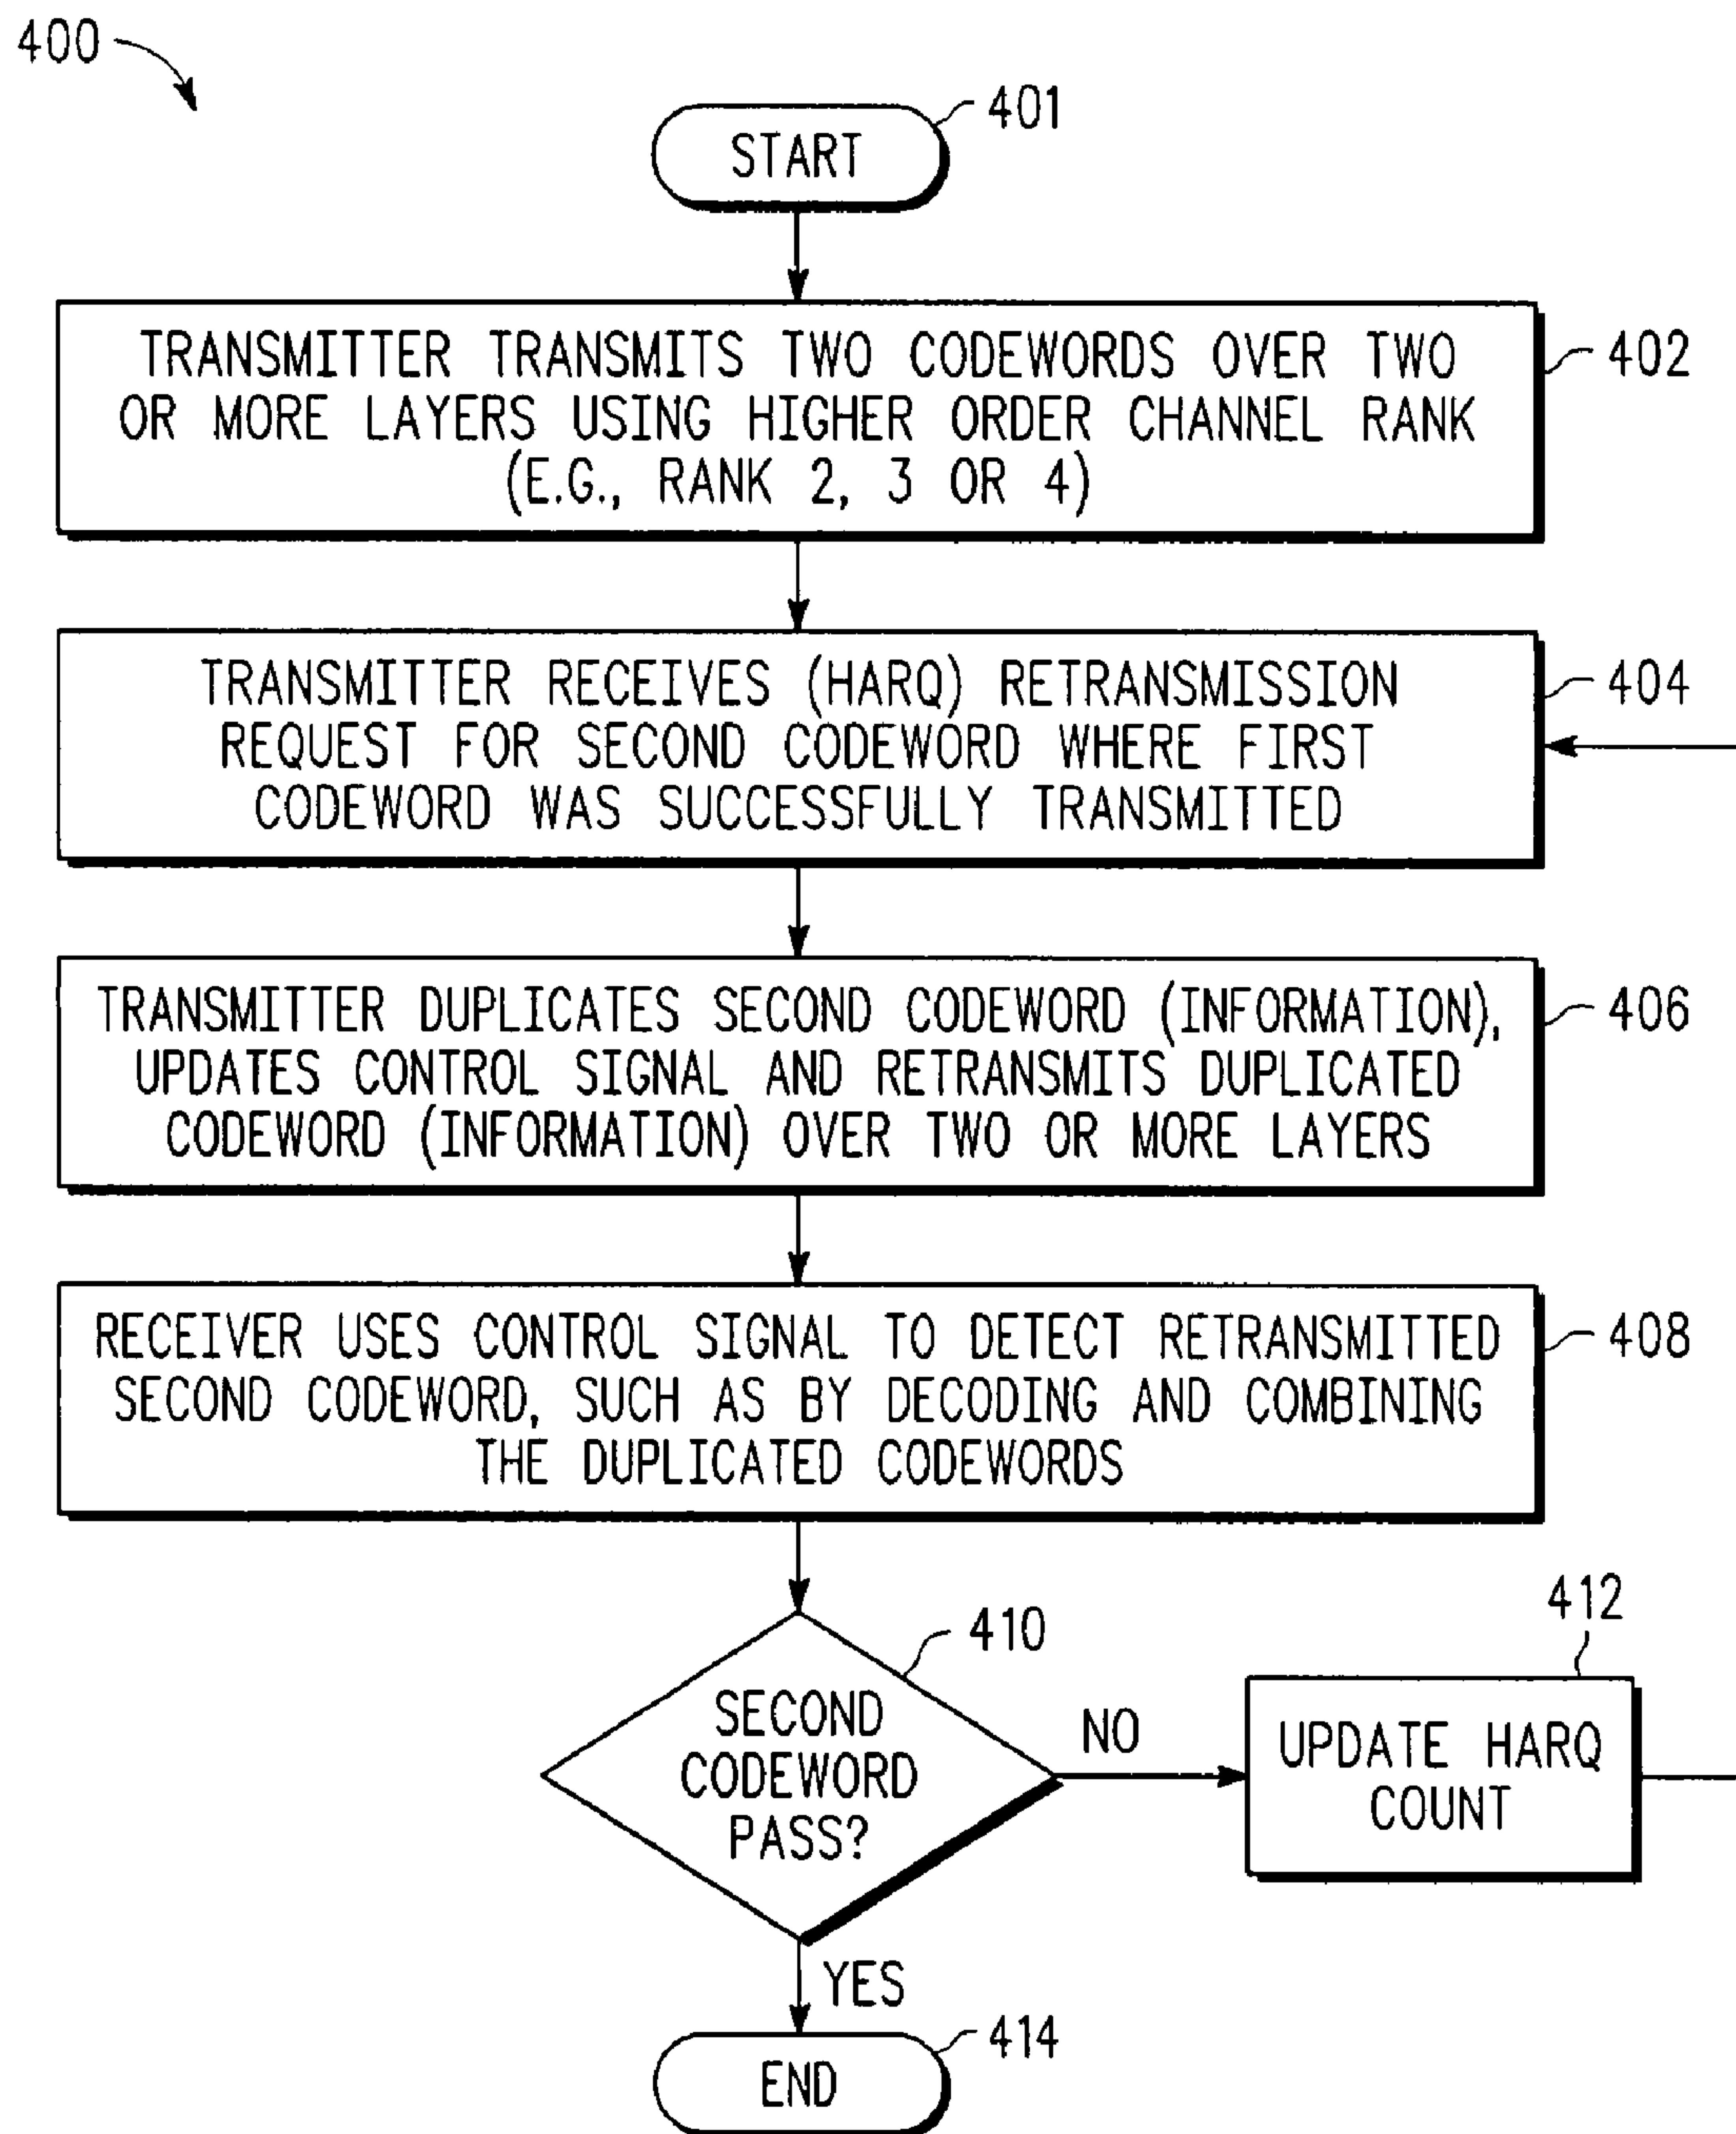 400
401
START
TRANSMITTER TRANSMITS TWO CODEWORDS OVER TWO
OR MORE LAYERS USING HIGHER ORDER CHANNEL RANK
(E.G., RANK 2, 3 OR 4)
402
TRANSMITTER RECEIVES (HARQ) RETRANSMISSION
REQUEST FOR SECOND CODEWORD WHERE FIRST
CODEWORD WAS SUCCESSFULLY TRANSMITTED
404
TRANSMITTER DUPLICATES SECOND CODEWORD (INFORMATION),
UPDATES CONTROL SIGNAL AND RETRANSMITS DUPLICATED
CODEWORD (INFORMATION) OVER TWO OR MORE LAYERS
406
RECEIVER USES CONTROL SIGNAL TO DETECT RETRANSMITTED
SECOND CODEWORD, SUCH AS BY DECODING AND COMBINING
THE DUPLICATED CODEWORDS
408
410
SECOND
CODEWORD
PASS?
NO
412
UPDATE HARQ
COUNT
YES
414
END